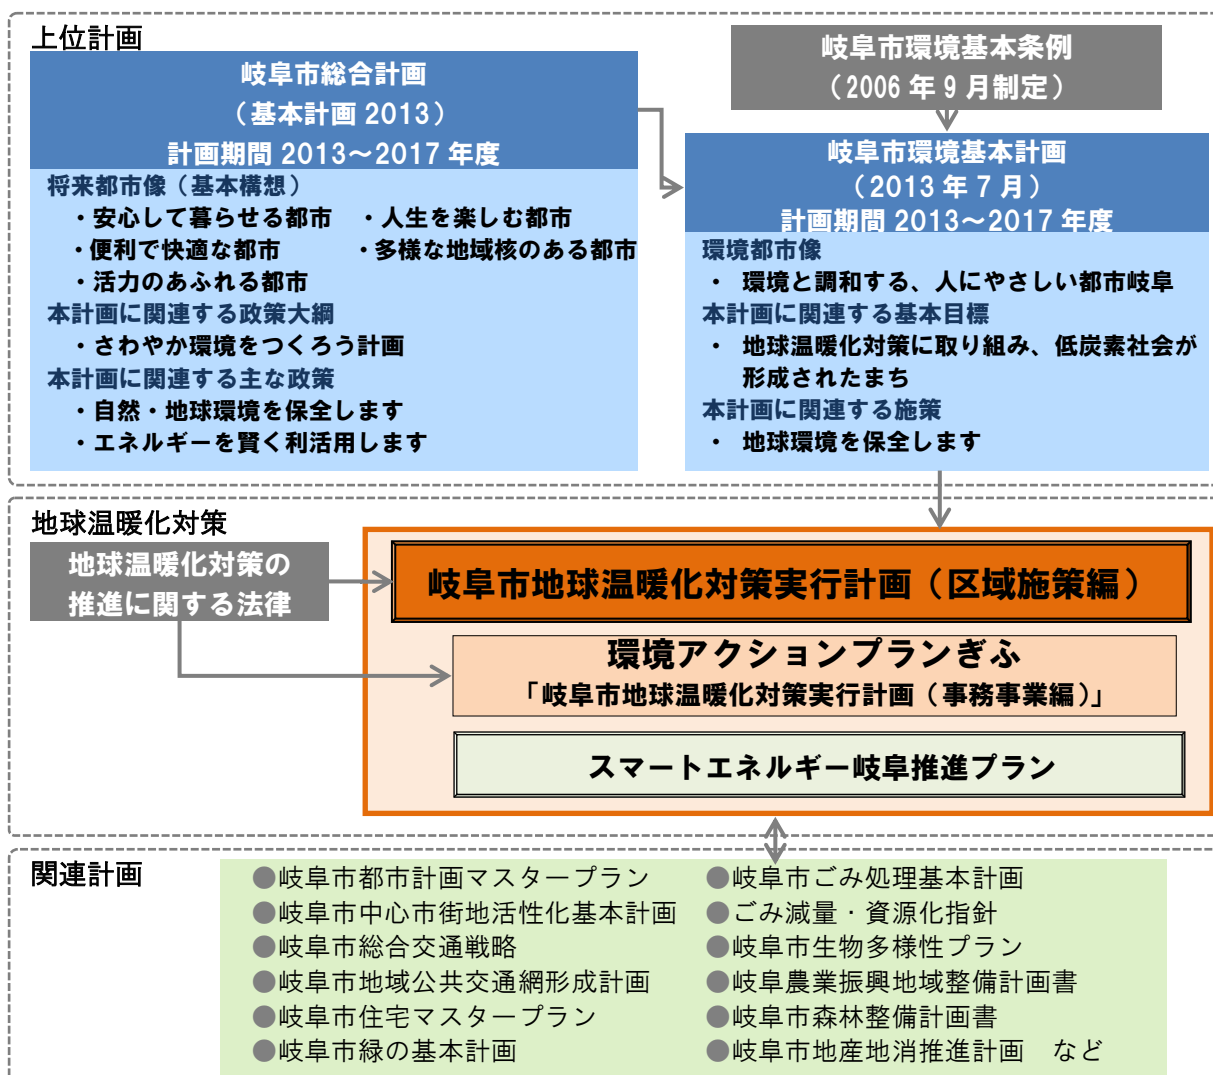 上位計画
岐阜市総合計画
（基本計画 2013）
計画期間 2013～2017 年度
将来都市像（基本構想）
・安心して暮らせる都市　・人生を楽しむ都市
・便利で快適な都市　・多様な地域核のある都市
・活力のあふれる都市
本計画に関連する政策大綱
・さわやか環境をつくろう計画
本計画に関連する主な政策
・自然・地球環境を保全します
・エネルギーを賢く利活用します
岐阜市環境基本条例
（2006 年 9 月制定）
岐阜市環境基本計画
（2013 年 7 月）
計画期間 2013～2017 年度
環境都市像
・ 環境と調和する、人にやさしい都市岐阜
本計画に関連する基本目標
・ 地球温暖化対策に取り組み、低炭素社会が
形成されたまち
本計画に関連する施策
・ 地球環境を保全します
地球温暖化対策
地球温暖化対策の
推進に関する法律
岐阜市地球温暖化対策実行計画（区域施策編）
環境アクションプランぎふ
「岐阜市地球温暖化対策実行計画（事務事業編）」
スマートエネルギー岐阜推進プラン
関連計画
●岐阜市都市計画マスタープラン
●岐阜市中心市街地活性化基本計画
●岐阜市総合交通戦略
●岐阜市地域公共交通網形成計画
●岐阜市住宅マスタープラン
●岐阜市緑の基本計画
●岐阜市ごみ処理基本計画
●ごみ減量・資源化指針
●岐阜市生物多様性プラン
●岐阜農業振興地域整備計画書
●岐阜市森林整備計画書
●岐阜市地産地消推進計画　など